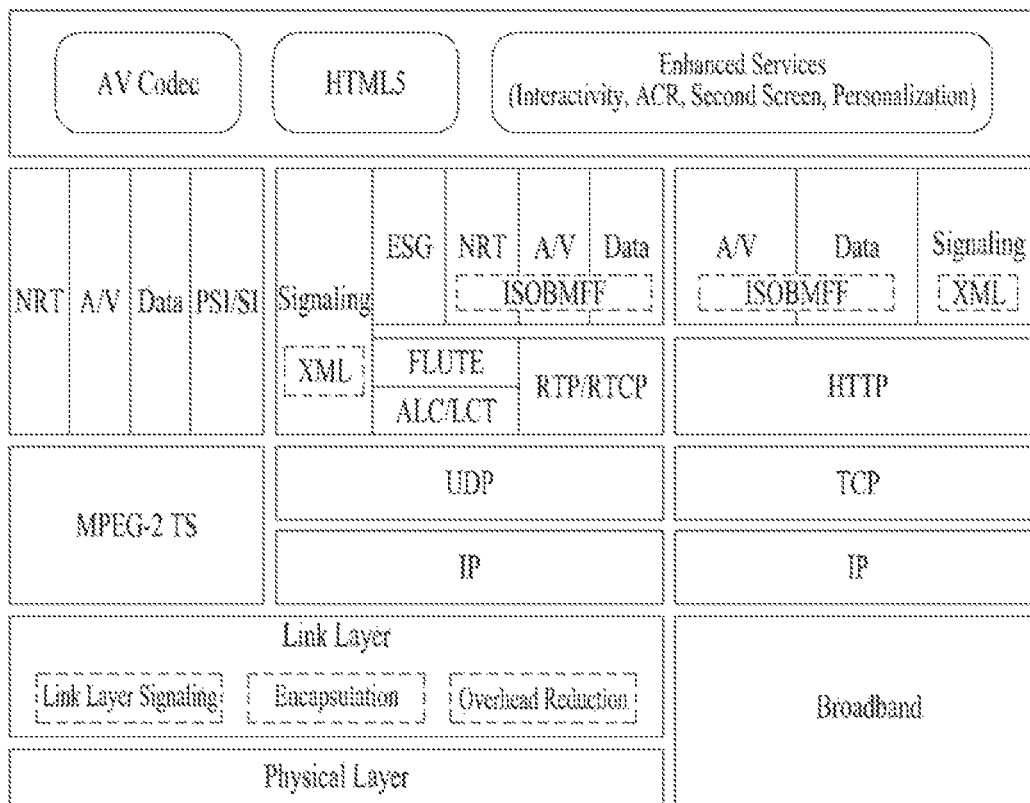 AV Codec
HTML5
Enhanced Services
(Interactivity, ACR, Second Screen, Personalization)
NRT
A/V
Data
PSI/SI
Signaling
XML
ESG
NRT
A/V
Data
ISOBMFF
FLUTE
ALC/LCT
RTP/RTCP
A/V
Data
ISOBMFF
Signaling
XML
HTTP
MPEG-2 TS
UDP
IP
TCP
IP
Link Layer
Link Layer Signaling
Encapsulation
Overhead Reduction
Physical Layer
Broadband